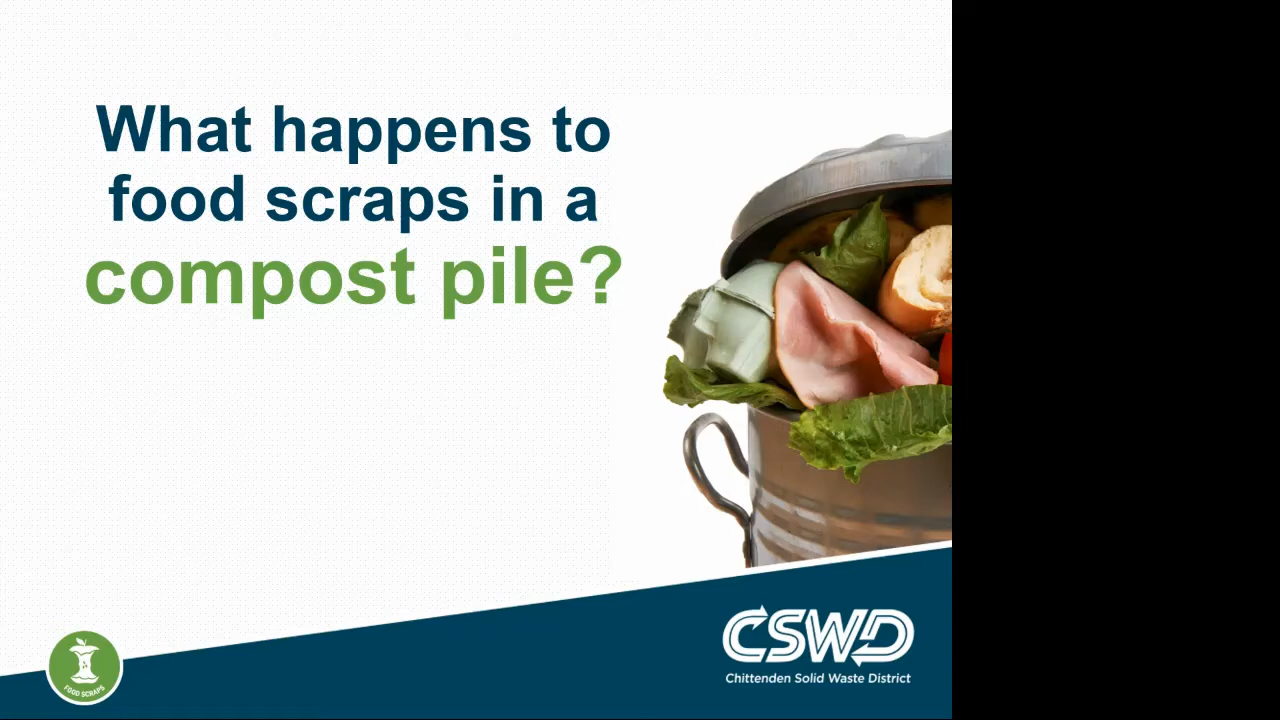 What happens to
food scraps in a
compost pile?
CSWD
Chittenden Solid Waste District
FOOD SCRAPS